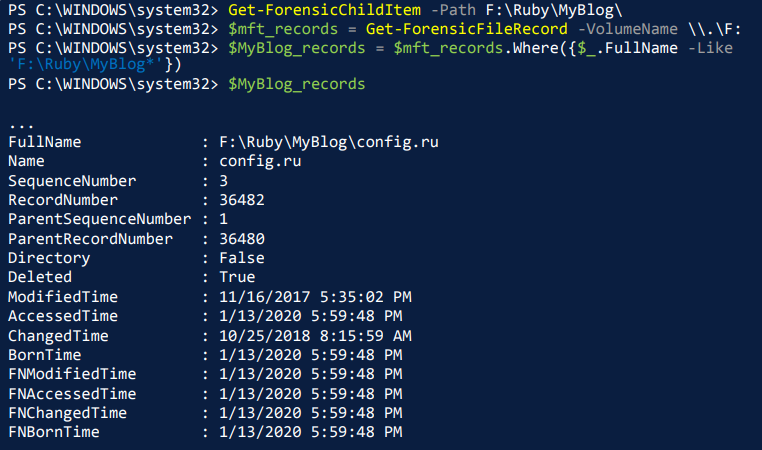 PS C:\WINDOWS\system32> Get-ForensicChildItem -Path F:\Ruby\MyBlog\
PS C:\WINDOWS\system32> $mft_records = Get-ForensicFileRecord -VolumeName \\.\F:
PS C:\WINDOWS\system32> $MyBlog_records = $mft_records.Where({$_.FullName -Like
'F:\Ruby\MyBlog*'})
PS C:\WINDOWS\system32> $MyBlog_records
...
FullName : F:\Ruby\MyBlog\config.ru
Name : config.ru
SequenceNumber : 3
RecordNumber : 36482
ParentSequenceNumber : 1
ParentRecordNumber : 36480
Directory : False
Deleted : True
ModifiedTime : 11/16/2017 5:35:02 PM
AccessedTime : 1/13/2020 5:59:48 PM
ChangedTime : 10/25/2018 8:15:59 AM
BornTime : 1/13/2020 5:59:48 PM
FNModifiedTime : 1/13/2020 5:59:48 PM
FNAccessedTime : 1/13/2020 5:59:48 PM
FNChangedTime : 1/13/2020 5:59:48 PM
FNBornTime : 1/13/2020 5:59:48 PM